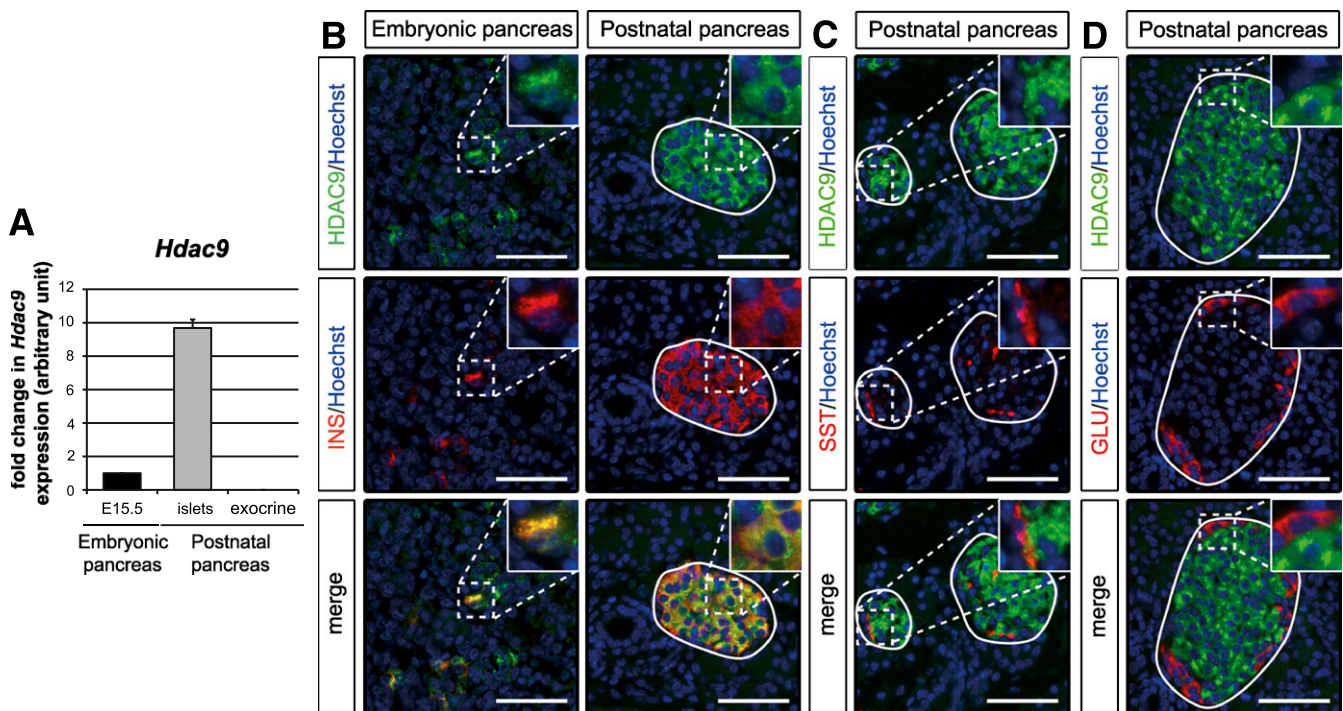 A
Hdac9
fold change in Hdac9
expression (arbitrary unit)
12
10
8
6
4
2
0
E15.5
islets
exocrine
Embryonic
pancreas
Postnatal
pancreas
B
Embryonic pancreas
Postnatal pancreas
HDAC9/Hoechst
INS/Hoechst
merge
C
Postnatal pancreas
HDAC9/Hoechst
SST/Hoechst
merge
D
Postnatal pancreas
HDAC9/Hoechst
GLU/Hoechst
merge